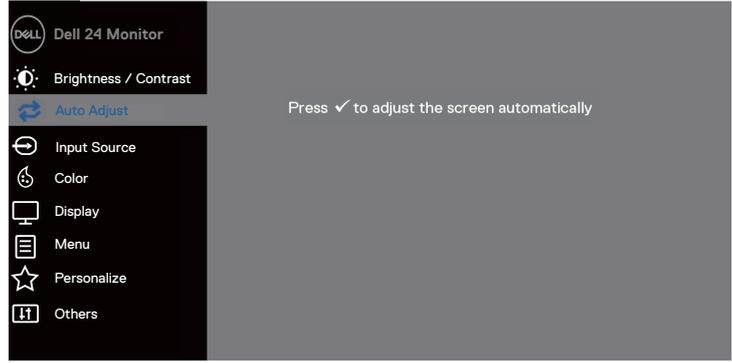 DELL Dell 24 Monitor
Brightness / Contrast
Auto Adjust
Press ✓ to adjust the screen automatically
Input Source
Color
Display
Menu
Personalize
Others